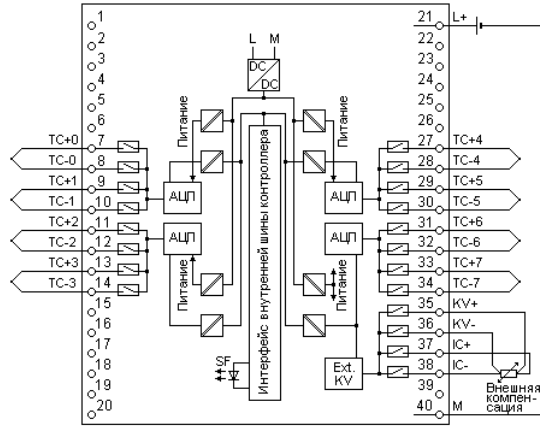 1
2
3
4
5
6
TC+0 7
TC-0 8
TC+1 9
TC-1 10
TC+2 11
TC-2 12
TC+3 13
TC-3 14
15
16
17
18
19
20
L M
DC
DC
Питание
Питание
АЦП
АЦП
АЦП
АЦП
Питание
Питание
Интерфейс внутренней шины контроллера
SF
Ext.
KV
21 L+
22
23
24
25
26
27 TC+4
28 TC-4
29 TC+5
30 TC-5
31 TC+6
32 TC-6
33 TC+7
34 TC-7
35 KV+
36 KV-
37 IC+
38 IC-
39
Внешняя
компен-
сация
40 M